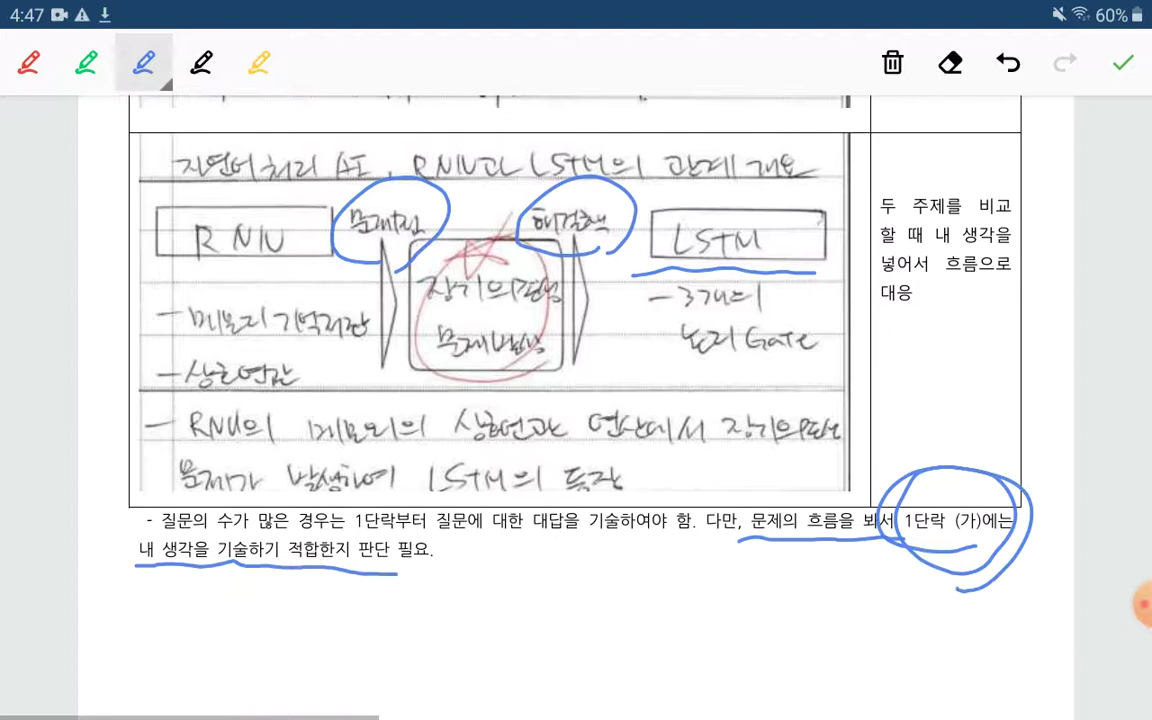 4:47
60%
자연어처리 AI, RNN과 LSTM의 관계 개요
RNN
문제점
해결책
LSTM
장기의존성
문제발생
- 메모리 기억저장
- 상호연관
- 3개의
논리 Gate
- RNN의 메모리의 상호연관 연산에서 장기의존성
문제가 발생하여 LSTM의 등장
두 주제를 비교
할 때 내 생각을
넣어서 흐름으로
대응
- 질문의 수가 많은 경우는 1단락부터 질문에 대한 대답을 기술하여야 함. 다만, 문제의 흐름을 봐서 1단락 (가)에는
내 생각을 기술하기 적합한지 판단 필요.